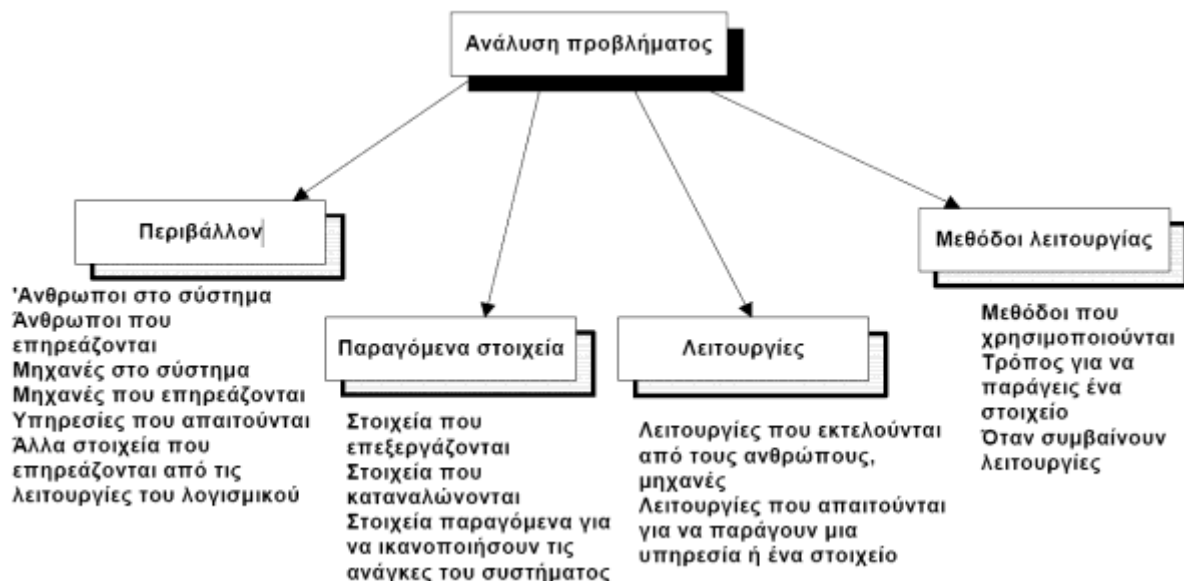 Ανάλυση προβλήματος
Περιβάλλον
'Ανθρωποι στο σύστημα
Άνθρωποι που
επηρεάζονται
Μηχανές στο σύστημα
Μηχανές που επηρεάζονται
Υπηρεσίες που απαιτούνται
Άλλα στοιχεία που
επηρεάζονται από τις
λειτουργίες του λογισμικού
Παραγόμενα στοιχεία
Στοιχεία που
επεξεργάζονται
Στοιχεία που
καταναλώνονται
Στοιχεία παραγόμενα για
να ικανοποιήσουν τις
ανάγκες του συστήματος
Λειτουργίες
Λειτουργίες που εκτελούνται
από τους ανθρώπους,
μηχανές
Λειτουργίες που απαιτούνται
για να παράγουν μια
υπηρεσία ή ένα στοιχείο
Μεθόδοι λειτουργίας
Μεθόδοι που
χρησιμοποιούνται
Τρόπος για να
παράγεις ένα
στοιχείο
Όταν συμβαίνουν
λειτουργίες